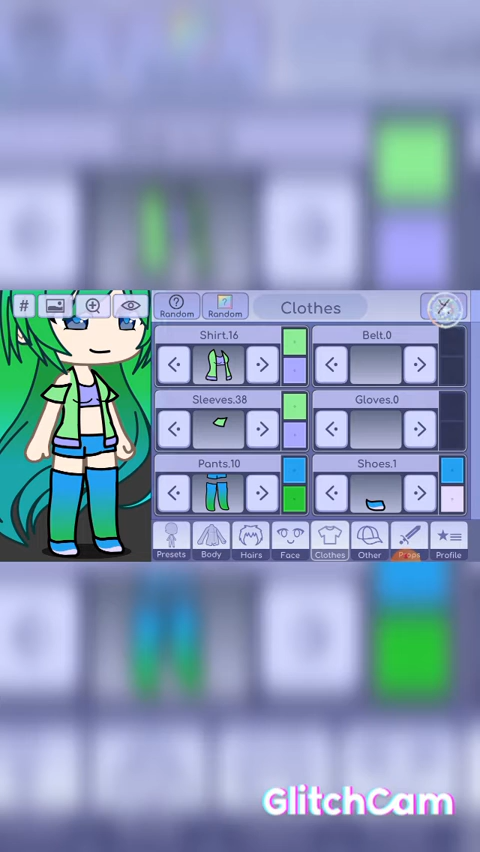 #
Random
Random
Clothes
Shirt.16
Belt.0
Sleeves.38
Gloves.0
Pants.10
Shoes.1
Presets
Body
Hairs
Face
Clothes
Other
Props
Profile
GlitchCam